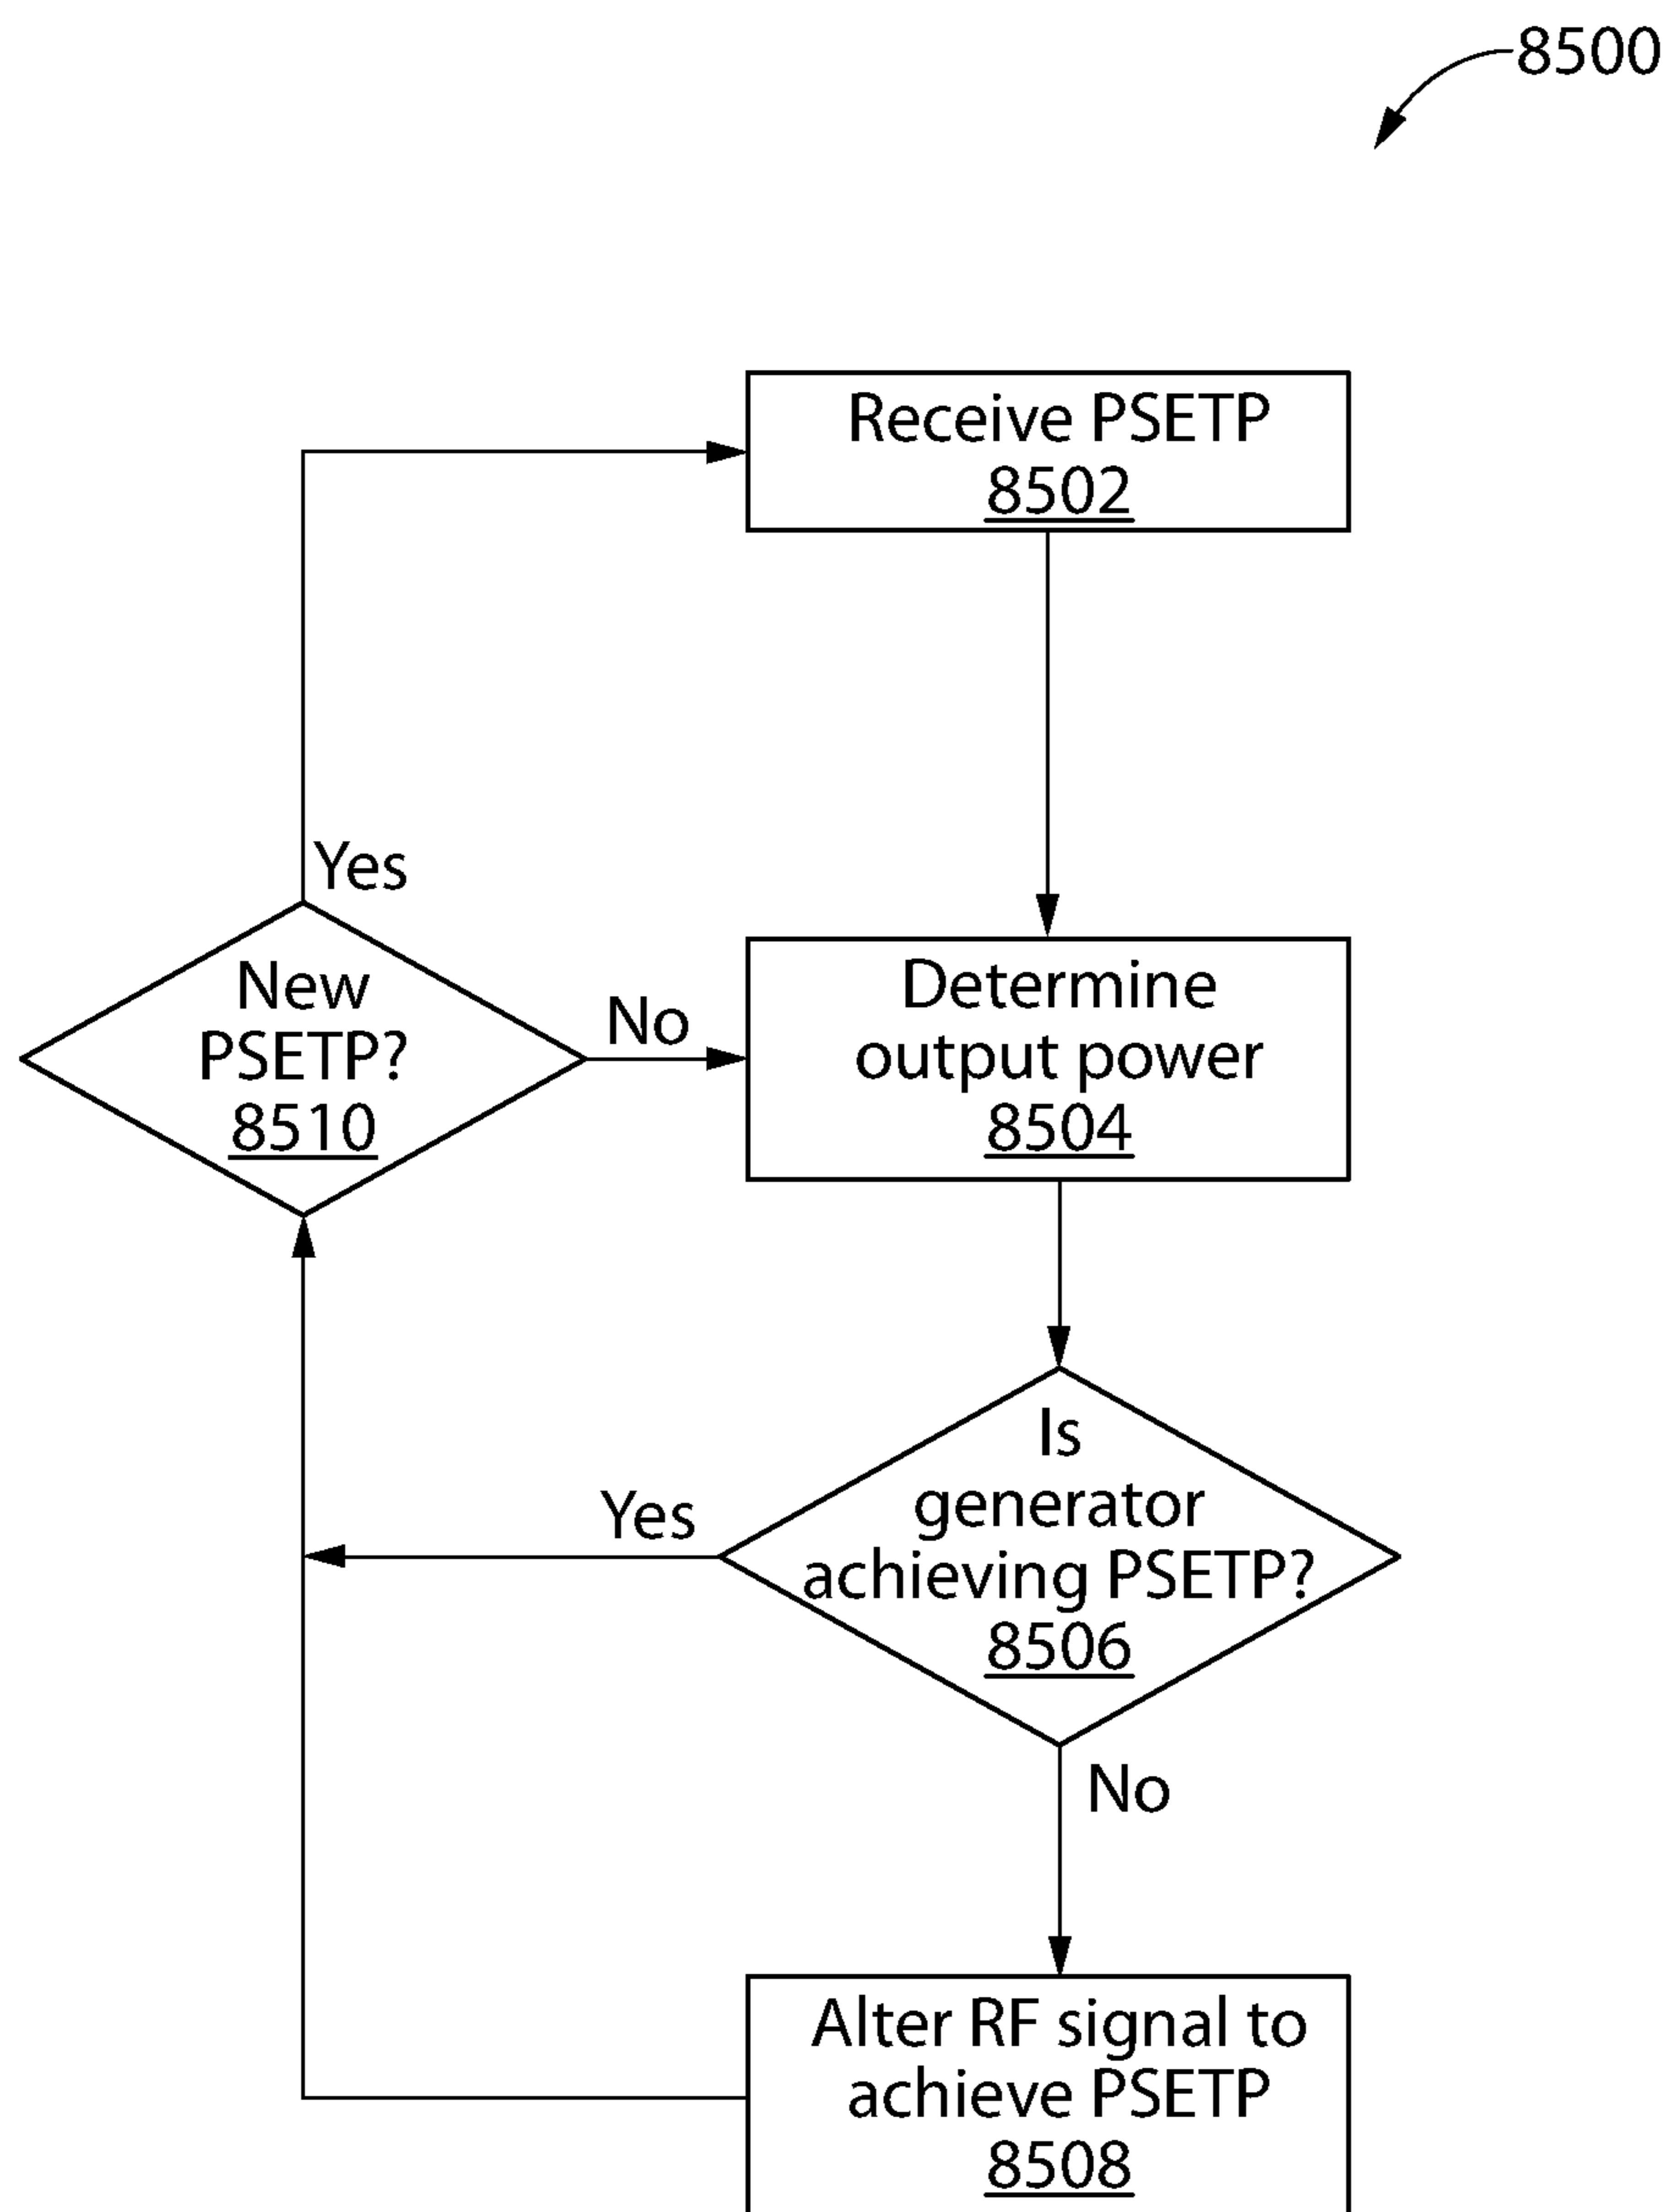 8500
Receive PSETP
8502
Yes
New
PSETP?
8510
No
Determine
output power
8504
Is
generator
achieving PSETP?
8506
Yes
No
Alter RF signal to
achieve PSETP
8508